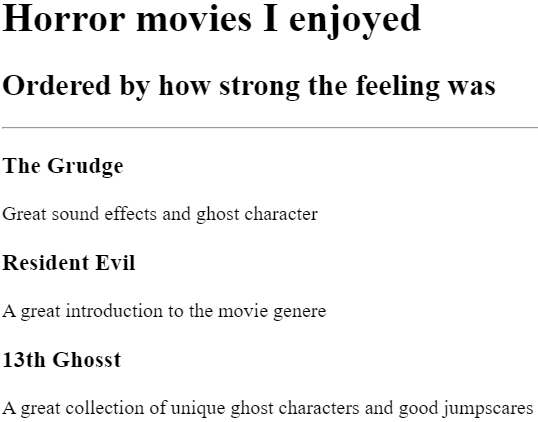 Horror movies I enjoyed
Ordered by how strong the feeling was
The Grudge
Great sound effects and ghost character
Resident Evil
A great introduction to the movie genere
13th Ghosst
A great collection of unique ghost characters and good jumpscares